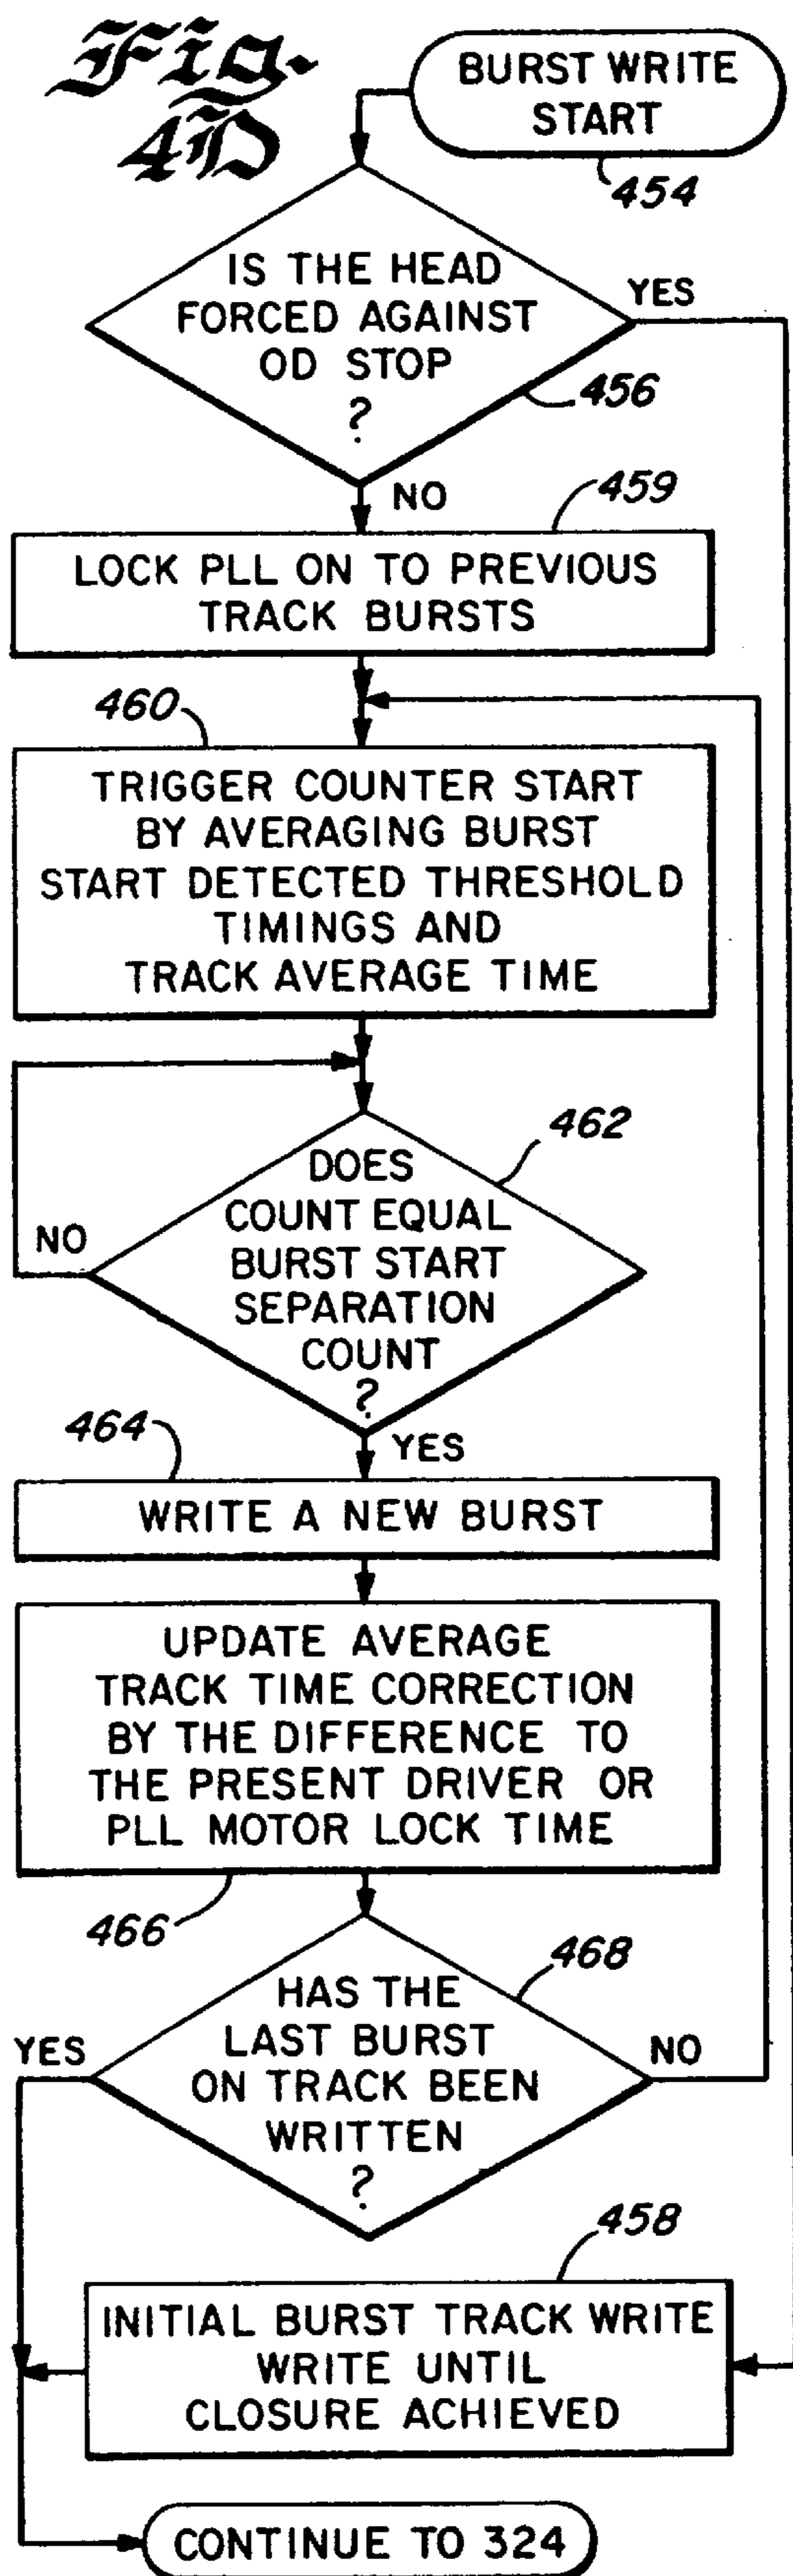 Fig.
4D
BURST WRITE
START
454
IS THE HEAD
FORCED AGAINST
OD STOP
?
YES
456
NO
459
LOCK PLL ON TO PREVIOUS
TRACK BURSTS
460
TRIGGER COUNTER START
BY AVERAGING BURST
START DETECTED THRESHOLD
TIMINGS AND
TRACK AVERAGE TIME
462
DOES
COUNT EQUAL
BURST START
SEPARATION
COUNT
?
NO
464
YES
WRITE A NEW BURST
UPDATE AVERAGE
TRACK TIME CORRECTION
BY THE DIFFERENCE TO
THE PRESENT DRIVER OR
PLL MOTOR LOCK TIME
466
468
HAS THE
LAST BURST
ON TRACK BEEN
WRITTEN
?
YES
NO
458
INITIAL BURST TRACK WRITE
WRITE UNTIL
CLOSURE ACHIEVED
CONTINUE TO 324